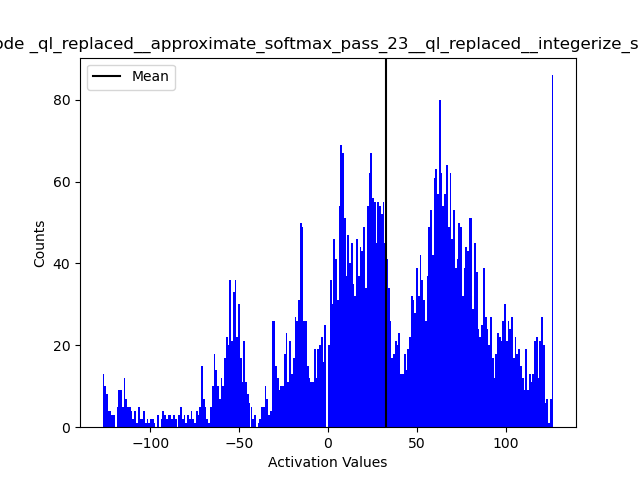 ode _ql_replaced__approximate_softmax_pass_23__ql_replaced__integerize_s
Mean
Counts
80
60
40
20
0
−100
−50
0
50
100
Activation Values